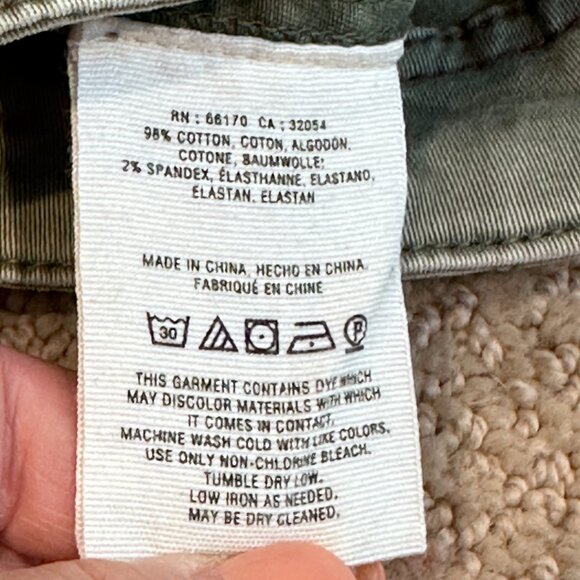 RN : 66170 CA : 32054
98% COTTON, COTON, ALGODÓN,
COTONE, BAUMWOLLE;
2% SPANDEX, ÉLASTHANNE, ELASTANO,
ELASTAN, ELASTAN
MADE IN CHINA, HECHO EN CHINA,
FABRIQUÉ EN CHINE
30 P
THIS GARMENT CONTAINS DYE WHICH
MAY DISCOLOR MATERIALS WITH WHICH
IT COMES IN CONTACT.
MACHINE WASH COLD WITH LIKE COLORS.
USE ONLY NON-CHLORINE BLEACH.
TUMBLE DRY LOW.
LOW IRON AS NEEDED.
MAY BE DRY CLEANED.